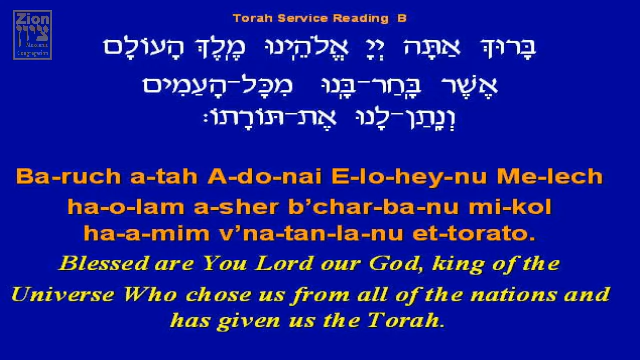 Zion
ציון
Messianic
Congregation
Torah Service Reading B
בָּרוּךְ אַתָּה יְיָ אֱלֹהֵֽינוּ מֶֽלֶךְ הָעוֹלָם
אֲשֶׁר בָּֽחַר-בָּֽנוּ מִכָּל-הָעַמִּים
וְנָֽתַן-לָֽנוּ אֶת-תּוֹרָתוֹ:
Ba-ruch a-tah A-do-nai E-lo-hey-nu Me-lech
ha-o-lam a-sher b’char-ba-nu mi-kol
ha-a-mim v’na-tan-la-nu et-torato.
Blessed are You Lord our God, king of the
Universe Who chose us from all of the nations and
has given us the Torah.